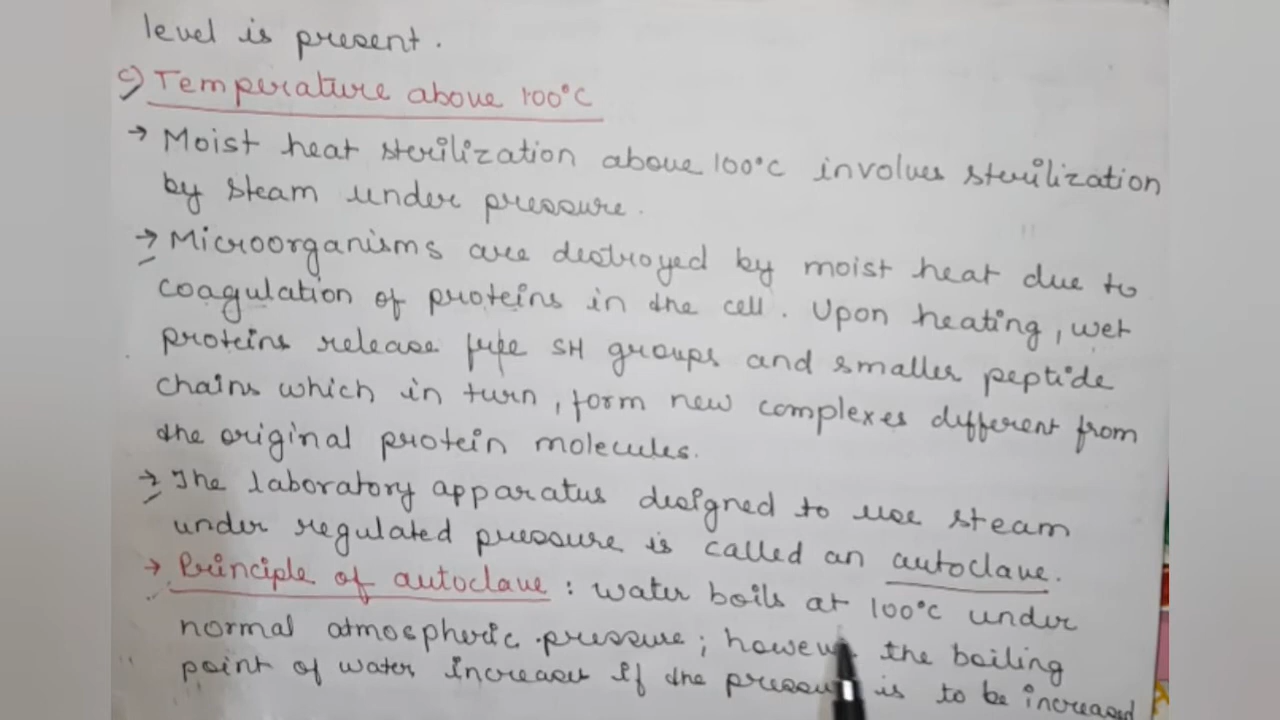 level is present.
c) Temperature above 100°C
→ Moist heat sterilization above 100°C involves sterilization
by steam under pressure.
→ Microorganisms are destroyed by moist heat due to
coagulation of proteins in the cell. Upon heating, wet
proteins release free SH groups and smaller peptide
chains which in turn, form new complexes different from
the original protein molecules.
→ The laboratory apparatus designed to use steam
under regulated pressure is called an autoclave.
→ Principle of autoclave : Water boils at 100°C under
normal atmospheric pressure; however the boiling
point of water increases if the pressure is to be increased